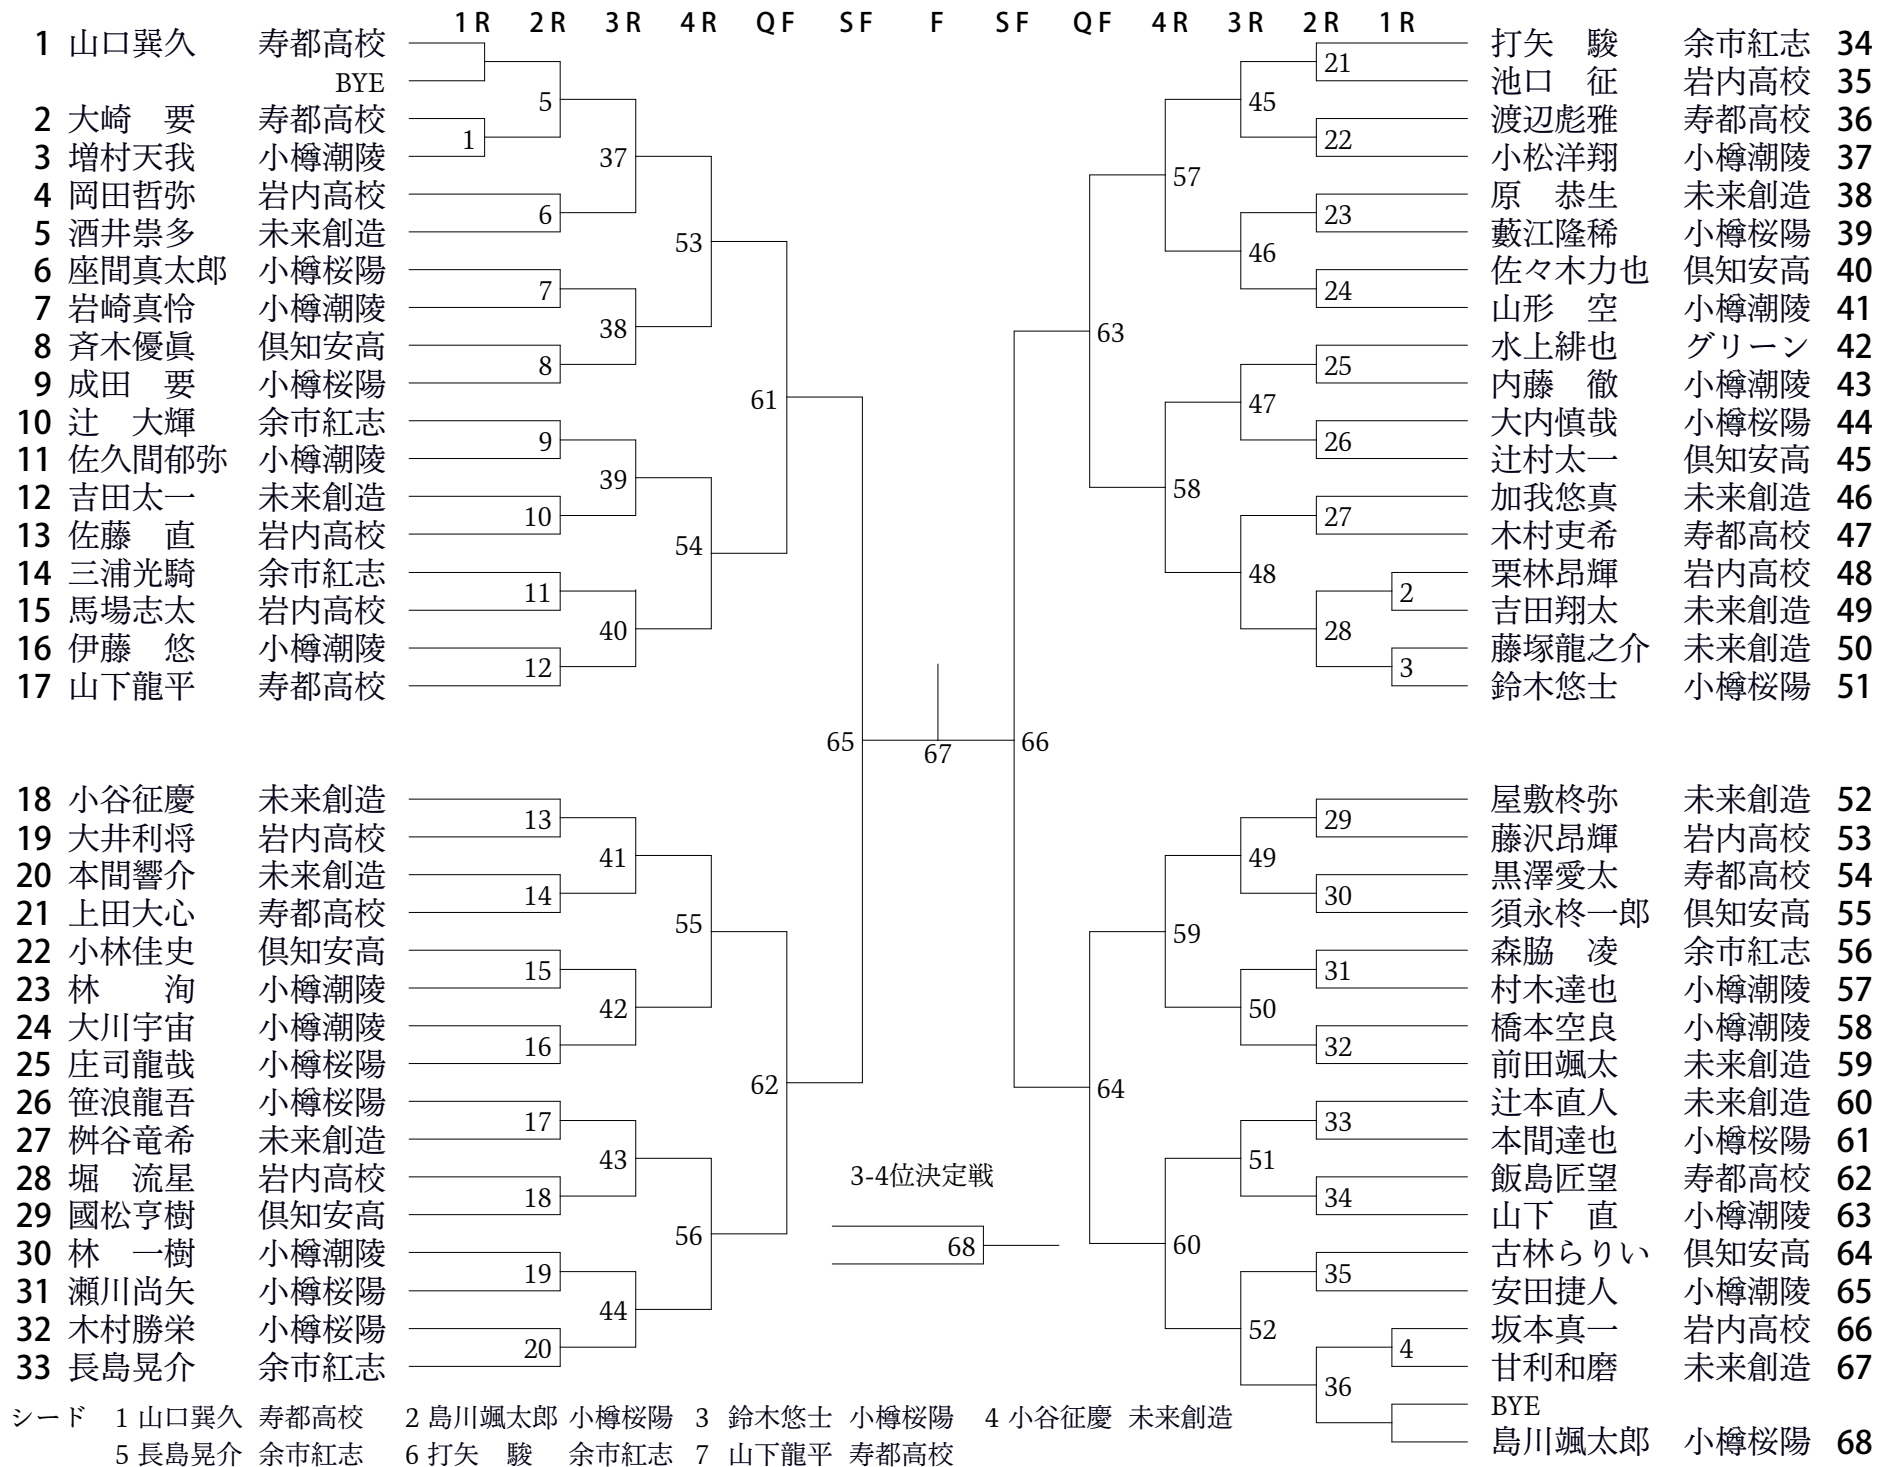 1R 2R 3R 4R QF SF F SF QF 4R 3R 2R 1R
1 山口巽久 寿都高校
BYE
2 大崎 要 寿都高校
3 増村天我 小樽潮陵
4 岡田哲弥 岩内高校
5 酒井崇多 未来創造
6 座間真太郎 小樽桜陽
7 岩崎真怜 小樽潮陵
8 斉木優眞 倶知安高
9 成田 要 小樽桜陽
10 辻 大輝 余市紅志
11 佐久間郁弥 小樽潮陵
12 吉田太一 未来創造
13 佐藤 直 岩内高校
14 三浦光騎 余市紅志
15 馬場志太 岩内高校
16 伊藤 悠 小樽潮陵
17 山下龍平 寿都高校
18 小谷征慶 未来創造
19 大井利将 岩内高校
20 本間響介 未来創造
21 上田大心 寿都高校
22 小林佳史 倶知安高
23 林 洵 小樽潮陵
24 大川宇宙 小樽潮陵
25 庄司龍哉 小樽桜陽
26 笹浪龍吾 小樽桜陽
27 桝谷竜希 未来創造
28 堀 流星 岩内高校
29 國松亨樹 倶知安高
30 林 一樹 小樽潮陵
31 瀬川尚矢 小樽桜陽
32 木村勝栄 小樽桜陽
33 長島晃介 余市紅志
1
5
6
7
8
9
10
11
12
13
14
15
16
17
18
19
20
37
38
39
40
41
42
43
44
53
54
55
56
61
62
65
67
66
63
64
57
58
59
60
45
46
47
48
49
50
51
52
21
22
23
24
25
26
27
28
29
30
31
32
33
34
35
36
2
3
4
3-4位決定戦
68
打矢 駿 余市紅志 34
池口 征 岩内高校 35
渡辺彪雅 寿都高校 36
小松洋翔 小樽潮陵 37
原 恭生 未来創造 38
藪江隆稀 小樽桜陽 39
佐々木力也 倶知安高 40
山形 空 小樽潮陵 41
水上緋也 グリーン 42
内藤 徹 小樽潮陵 43
大内慎哉 小樽桜陽 44
辻村太一 倶知安高 45
加我悠真 未来創造 46
木村吏希 寿都高校 47
栗林昂輝 岩内高校 48
吉田翔太 未来創造 49
藤塚龍之介 未来創造 50
鈴木悠士 小樽桜陽 51
屋敷柊弥 未来創造 52
藤沢昂輝 岩内高校 53
黒澤愛太 寿都高校 54
須永柊一郎 倶知安高 55
森脇 凌 余市紅志 56
村木達也 小樽潮陵 57
橋本空良 小樽潮陵 58
前田颯太 未来創造 59
辻本直人 未来創造 60
本間達也 小樽桜陽 61
飯島匠望 寿都高校 62
山下 直 小樽潮陵 63
古林らりい 倶知安高 64
安田捷人 小樽潮陵 65
坂本真一 岩内高校 66
甘利和磨 未来創造 67
BYE
島川颯太郎 小樽桜陽 68
シード 1 山口巽久 寿都高校 2 島川颯太郎 小樽桜陽 3 鈴木悠士 小樽桜陽 4 小谷征慶 未来創造
5 長島晃介 余市紅志 6 打矢 駿 余市紅志 7 山下龍平 寿都高校